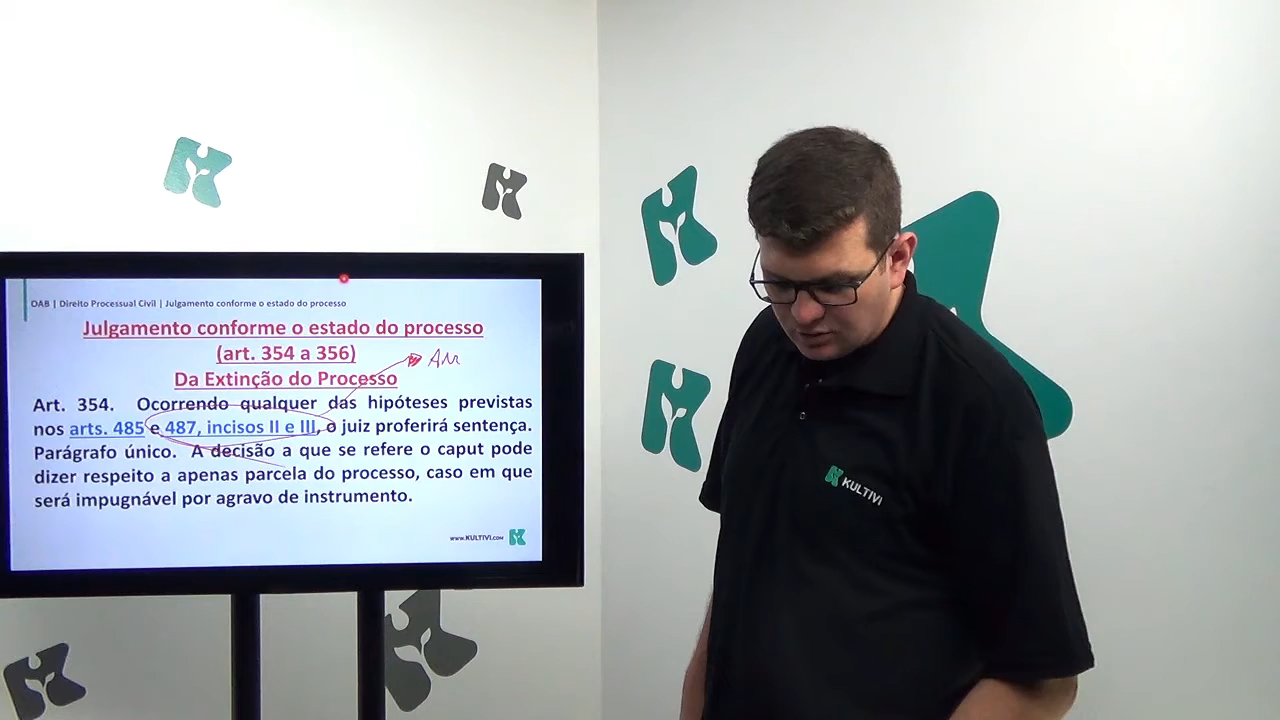 OAB | Direito Processual Civil | Julgamento conforme o estado do processo
Julgamento conforme o estado do processo
(art. 354 a 356)
Da Extinção do Processo
Art. 354. Ocorrendo qualquer das hipóteses previstas
nos arts. 485 e 487, incisos II e III, o juiz proferirá sentença.
Parágrafo único. A decisão a que se refere o caput pode
dizer respeito a apenas parcela do processo, caso em que
será impugnável por agravo de instrumento.
www.KULTIVI.COM
KULTIVI